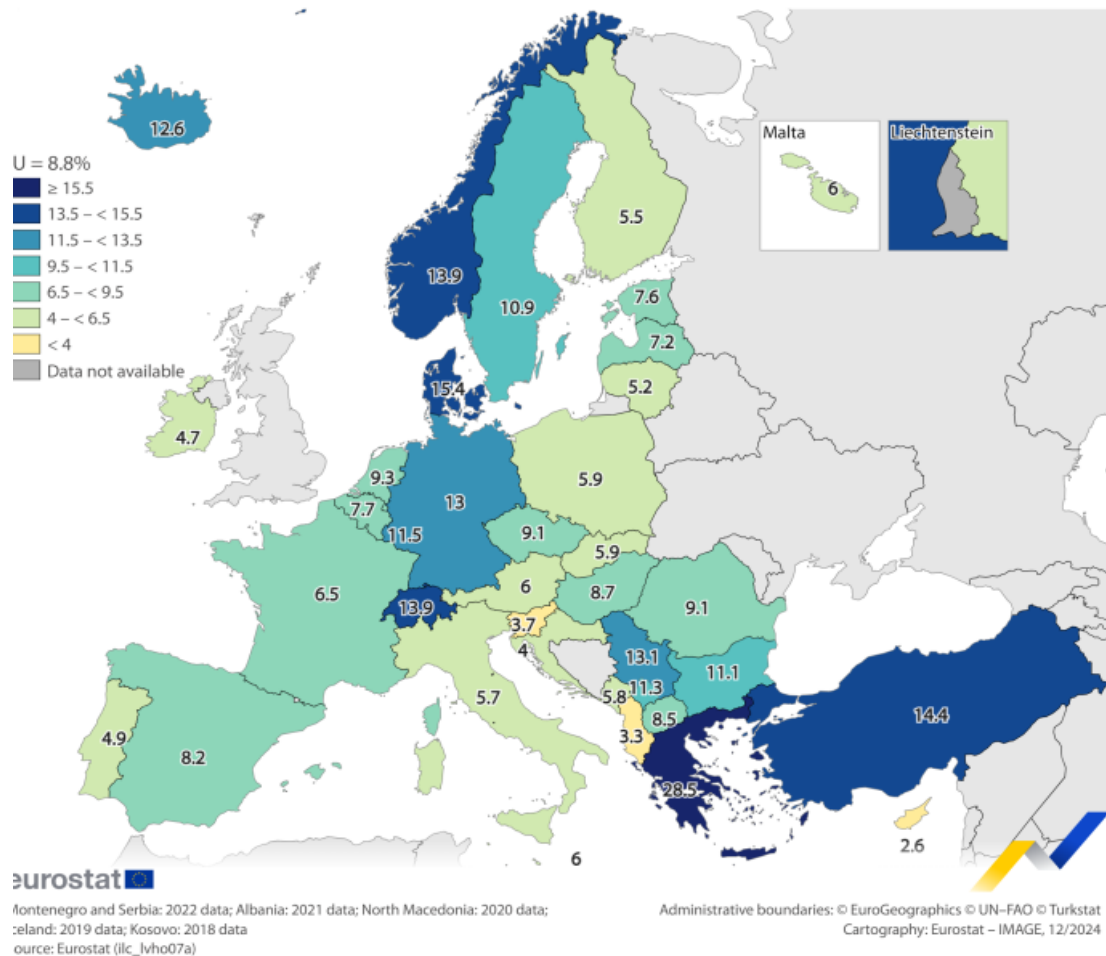 12.6
U = 8.8%
≥ 15.5
13.5 – < 15.5
11.5 – < 13.5
9.5 – < 11.5
6.5 – < 9.5
4 – < 6.5
< 4
Data not available
Malta
6
Liechtenstein
5.5
13.9
10.9
7.6
7.2
5.2
15.4
4.7
9.3
13
5.9
7.7
11.5
9.1
5.9
6.5
13.9
6
8.7
9.1
3.7
4
13.1
11.1
5.7
11.3
5.8
8.5
3.3
14.4
4.9
8.2
28.5
2.6
6
eurostat
Montenegro and Serbia: 2022 data; Albania: 2021 data; North Macedonia: 2020 data;
celand: 2019 data; Kosovo: 2018 data
ource: Eurostat (ilc_lvho07a)
Administrative boundaries: © EuroGeographics © UN–FAO © Turkstat
Cartography: Eurostat – IMAGE, 12/2024